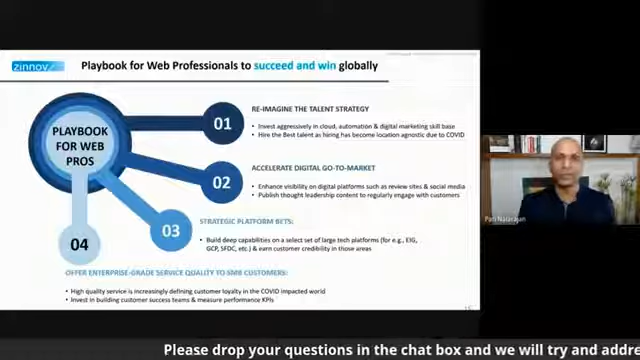 zinnov
Playbook for Web Professionals to succeed and win globally
PLAYBOOK
FOR WEB
PROS
01
RE-IMAGINE THE TALENT STRATEGY
• Invest aggressively in cloud, automation & digital marketing skill base
• Hire the Best talent as hiring has become location agnostic due to COVID
02
ACCELERATE DIGITAL GO-TO-MARKET
• Enhance visibility on digital platforms such as review sites & social media
• Publish thought leadership content to regularly engage with customers
03
STRATEGIC PLATFORM BETS:
• Build deep capabilities on a select set of large tech platforms (for e.g., EIG,
GCP, SFDC, etc.) & earn customer credibility in those areas
04
OFFER ENTERPRISE-GRADE SERVICE QUALITY TO SMB CUSTOMERS:
• High quality service is increasingly defining customer loyalty in the COVID impacted world
• Invest in building customer success teams & measure performance KPIs
Pari Natarajan
Please drop your questions in the chat box and we will try and addre